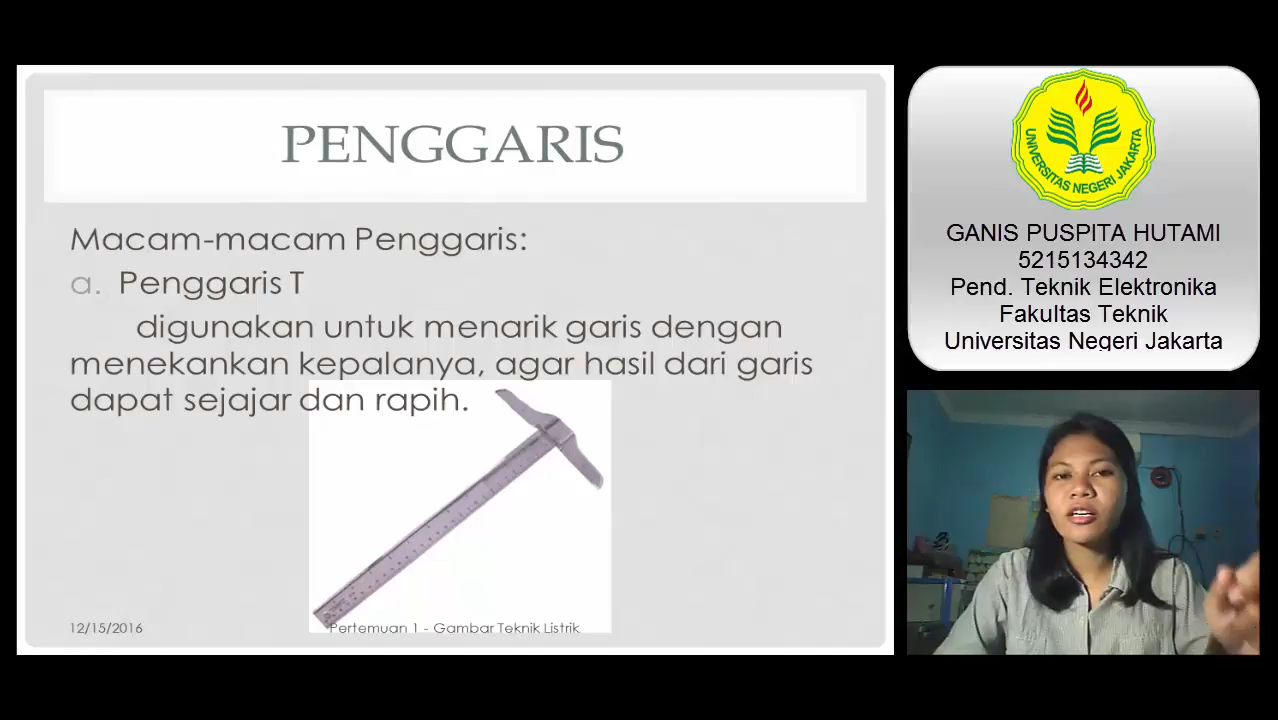 PENGGARIS
Macam-macam Penggaris:
a. Penggaris T
digunakan untuk menarik garis dengan
menekankan kepalanya, agar hasil dari garis
dapat sejajar dan rapih.
12/15/2016
Pertemuan 1 - Gambar Teknik Listrik
UNIVERSITAS NEGERI JAKARTA
GANIS PUSPITA HUTAMI
5215134342
Pend. Teknik Elektronika
Fakultas Teknik
Universitas Negeri Jakarta